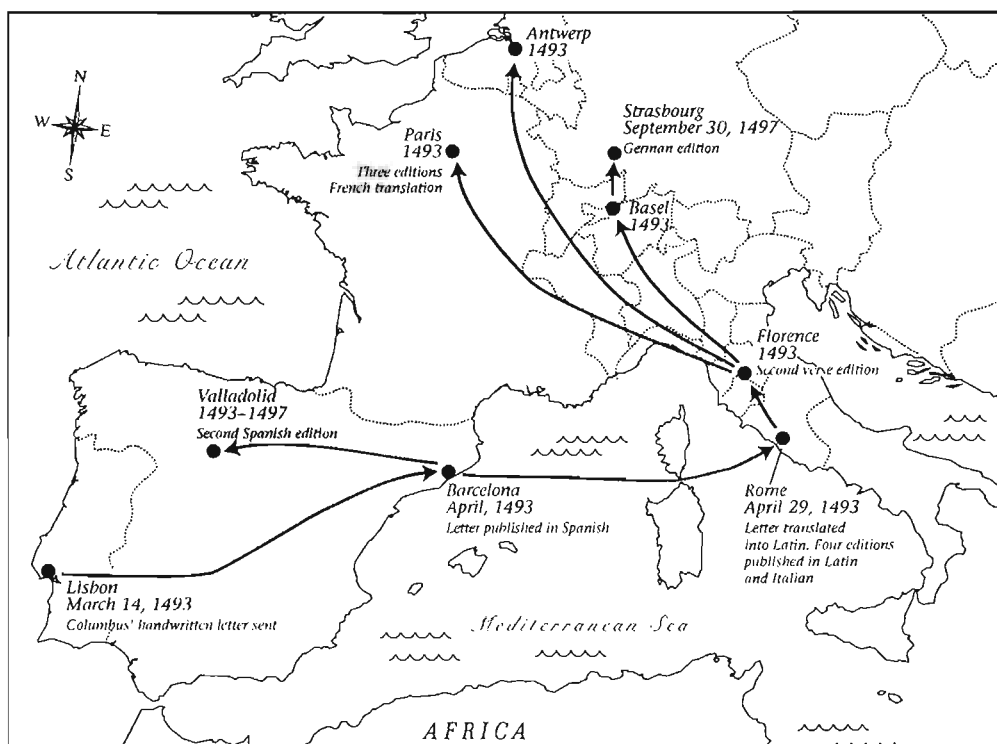 Antwerp
1493
N
W
E
S
Strasbourg
September 30, 1497
German edition
Paris
1493
Three editions
French translation
Basel
1493
Atlantic Ocean
Florence
1493
Second verse edition
Valladolid
1493–1497
Second Spanish edition
Barcelona
April, 1493
Letter published in Spanish
Rome
April 29, 1493
Letter translated
into Latin. Four editions
published in Latin
and Italian
Lisbon
March 14, 1493
Columbus' handwritten letter sent
Mediterranean Sea
AFRICA